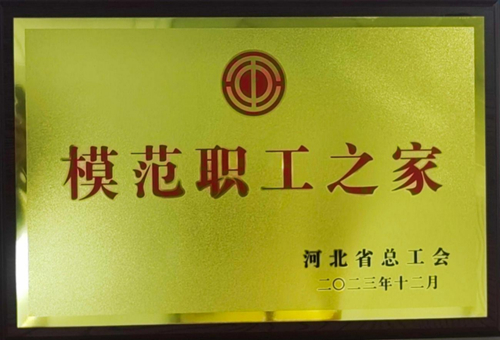 模范职工之家
河北省总工会
二〇二三年十二月